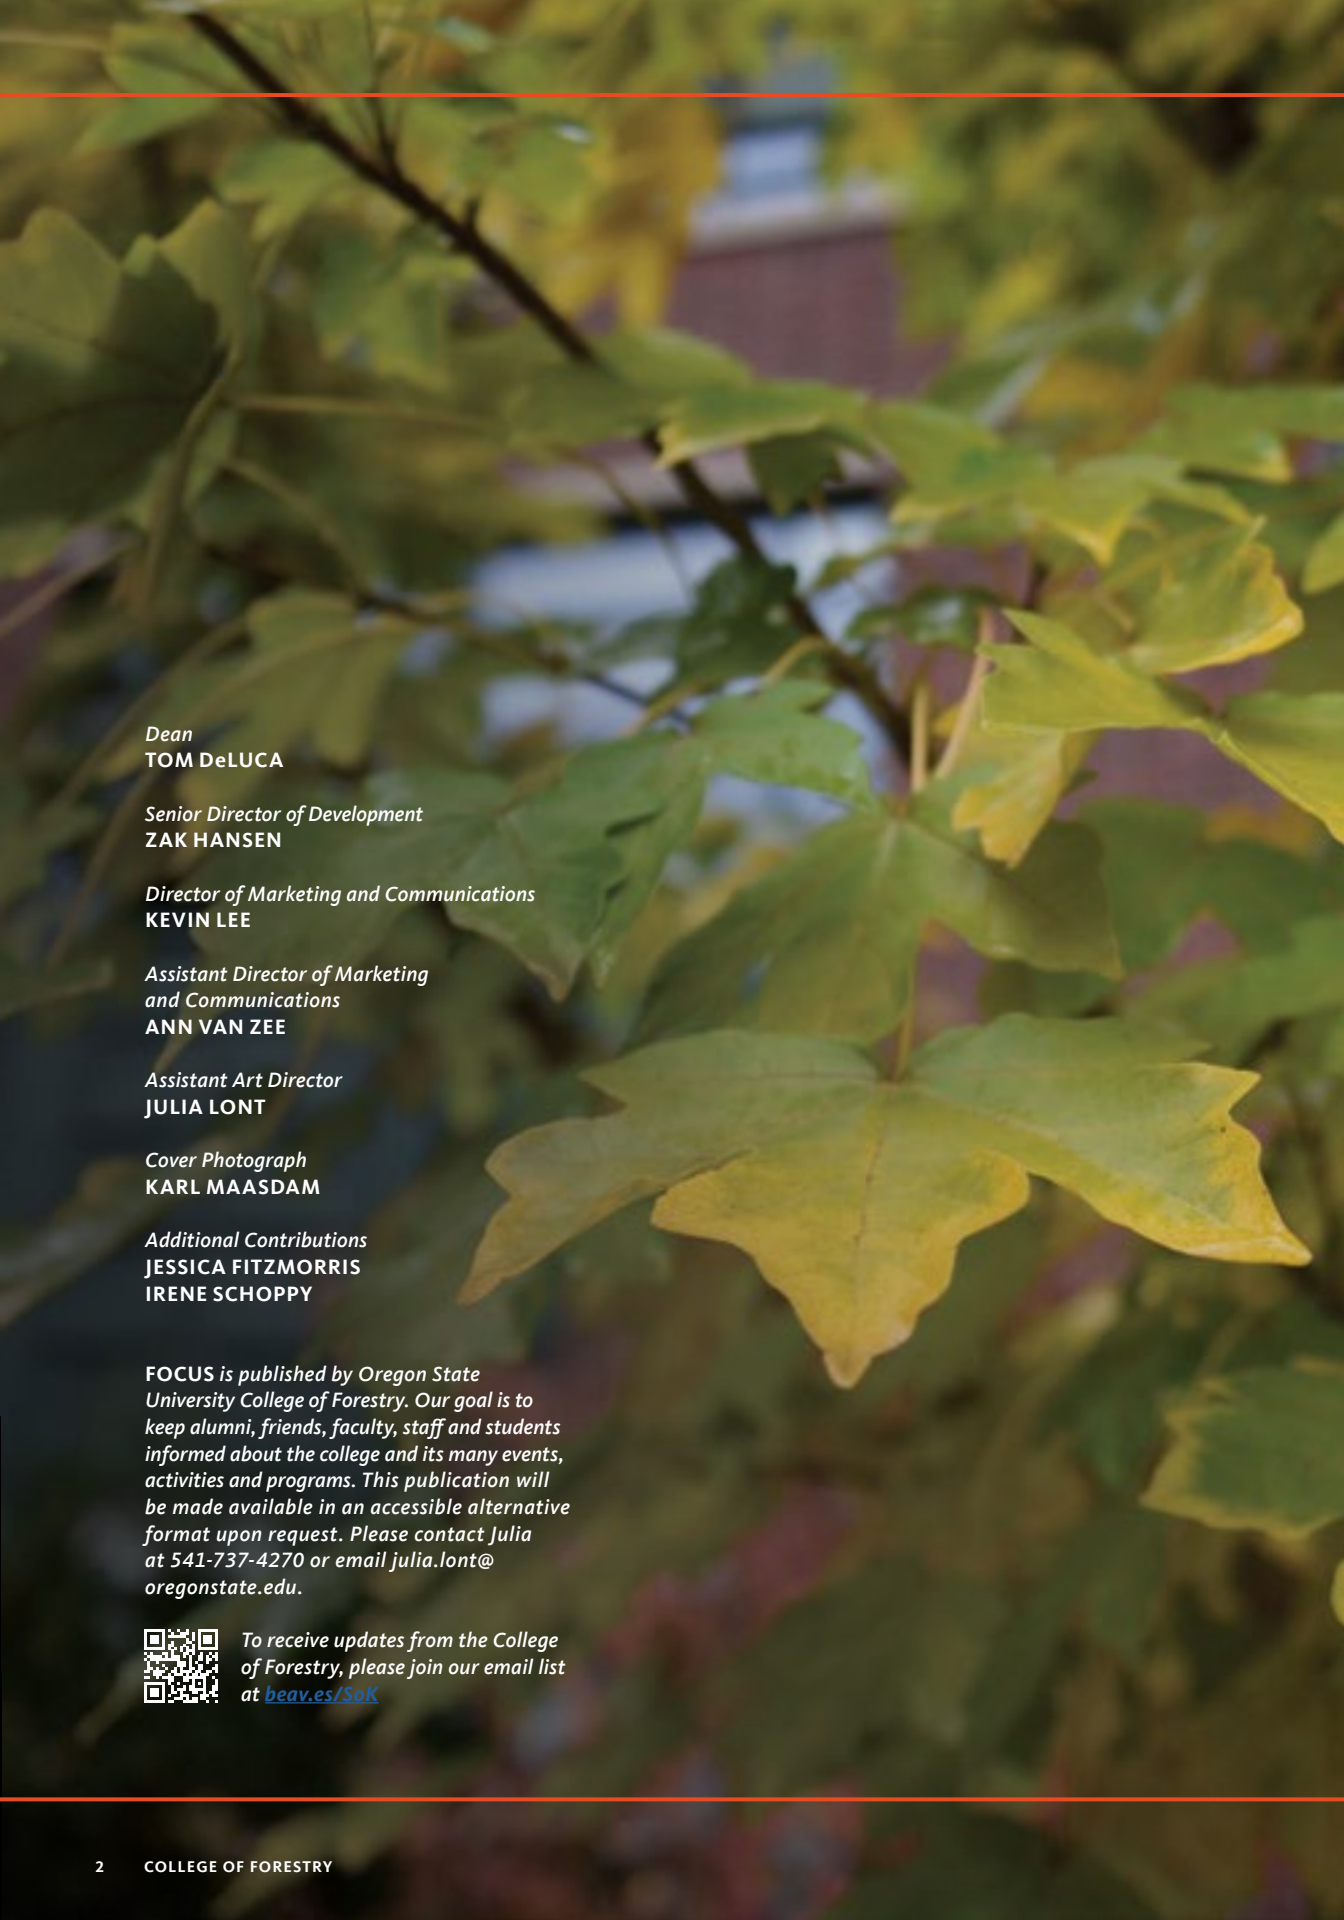 Dean
TOM DeLUCA
Senior Director of Development
ZAK HANSEN
Director of Marketing and Communications
KEVIN LEE
Assistant Director of Marketing
and Communications
ANN VAN ZEE
Assistant Art Director
JULIA LONT
Cover Photograph
KARL MAASDAM
Additional Contributions
JESSICA FITZMORRIS
IRENE SCHOPPY
FOCUS is published by Oregon State
University College of Forestry. Our goal is to
keep alumni, friends, faculty, staff and students
informed about the college and its many events,
activities and programs. This publication will
be made available in an accessible alternative
format upon request. Please contact Julia
at 541-737-4270 or email julia.lont@
oregonstate.edu.
To receive updates from the College
of Forestry, please join our email list
at beav.es/SoK
2 COLLEGE OF FORESTRY